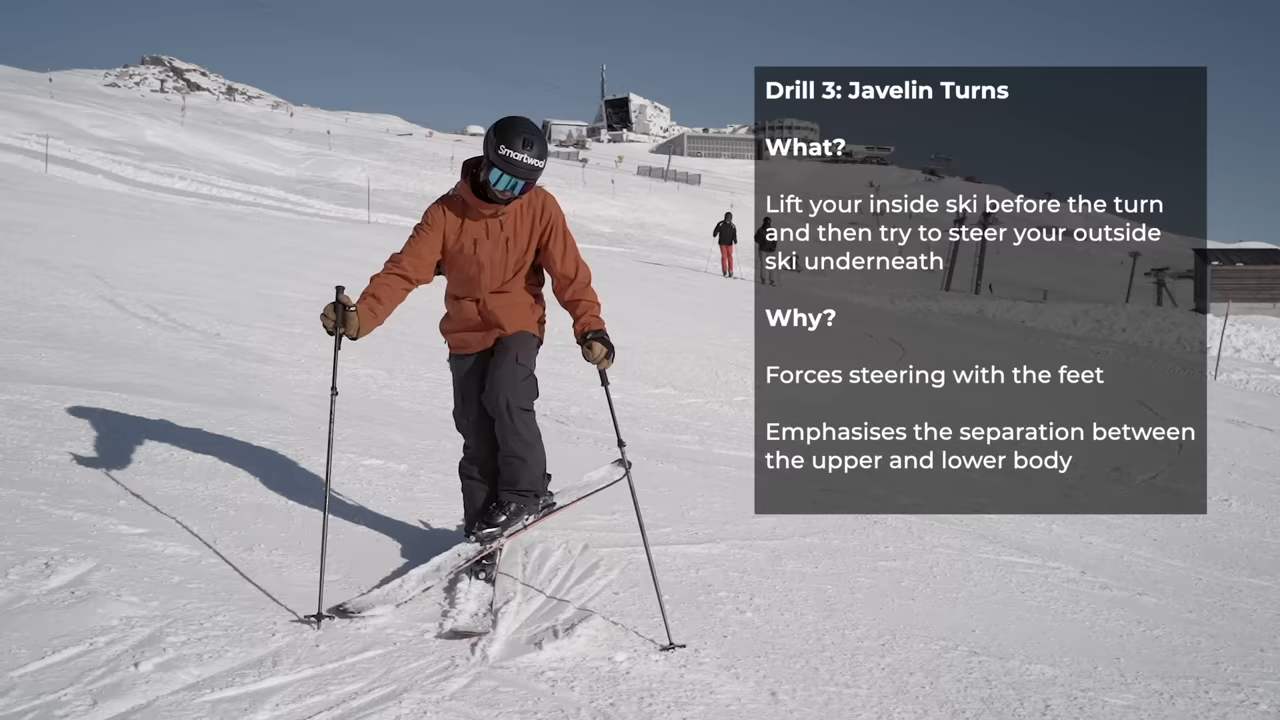 Smartwool
Drill 3: Javelin Turns
What?
Lift your inside ski before the turn
and then try to steer your outside
ski underneath
Why?
Forces steering with the feet
Emphasises the separation between
the upper and lower body